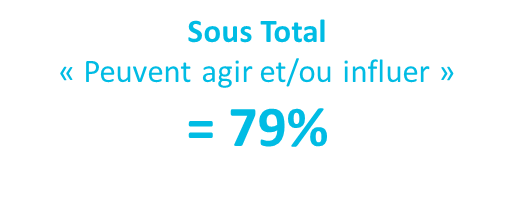 Sous Total
« Peuvent agir et/ou influer »
= 79%